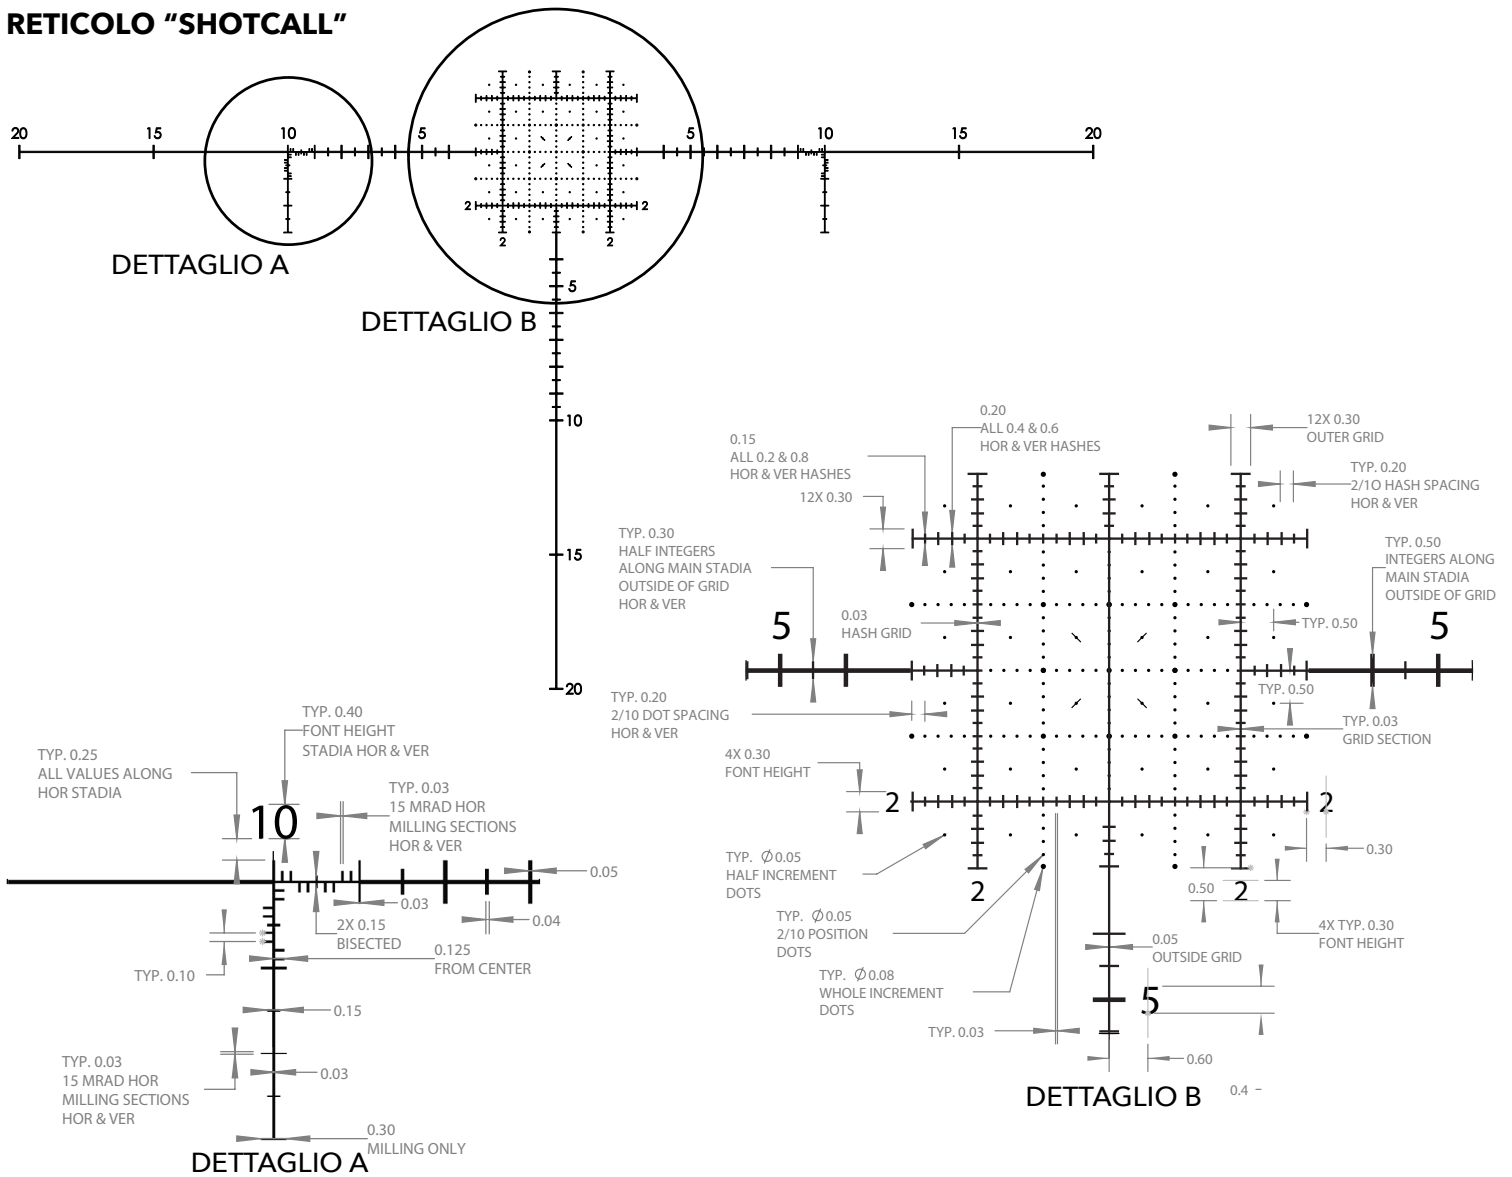 RETICOLO “SHOTCALL”
20 15 10 5 5 10 15 20
2 2
2 2
5
10
15
20
DETTAGLIO A
DETTAGLIO B
TYP. 0.40
FONT HEIGHT
STADIA HOR & VER
TYP. 0.25
ALL VALUES ALONG
HOR STADIA
10
TYP. 0.03
15 MRAD HOR
MILLING SECTIONS
HOR & VER
0.05
0.03
0.04
2X 0.15
BISECTED
0.125
FROM CENTER
TYP. 0.10
0.15
TYP. 0.03
15 MRAD HOR
MILLING SECTIONS
HOR & VER
0.03
0.30
MILLING ONLY
DETTAGLIO A
0.20
ALL 0.4 & 0.6
HOR & VER HASHES
0.15
ALL 0.2 & 0.8
HOR & VER HASHES
12X 0.30
12X 0.30
OUTER GRID
TYP. 0.20
2/1O HASH SPACING
HOR & VER
TYP. 0.30
HALF INTEGERS
ALONG MAIN STADIA
OUTSIDE OF GRID
HOR & VER
TYP. 0.50
INTEGERS ALONG
MAIN STADIA
OUTSIDE OF GRID
0.03
HASH GRID
5
5
TYP. 0.50
TYP. 0.50
TYP. 0.20
2/10 DOT SPACING
HOR & VER
TYP. 0.03
GRID SECTION
4X 0.30
FONT HEIGHT
2
2
0.30
TYP. Ø0.05
HALF INCREMENT
DOTS
2
0.50
2
4X TYP. 0.30
FONT HEIGHT
TYP. Ø0.05
2/10 POSITION
DOTS
0.05
OUTSIDE GRID
TYP. Ø0.08
WHOLE INCREMENT
DOTS
5
TYP. 0.03
0.60
0.4
DETTAGLIO B